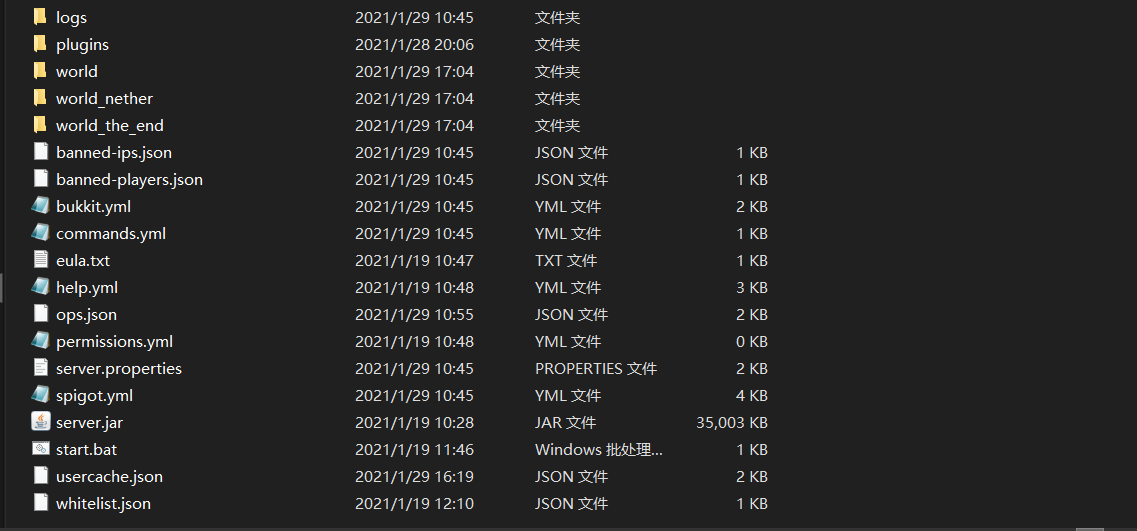 logs 2021/1/29 10:45 文件夹
plugins 2021/1/28 20:06 文件夹
world 2021/1/29 17:04 文件夹
world_nether 2021/1/29 17:04 文件夹
world_the_end 2021/1/29 17:04 文件夹
banned-ips.json 2021/1/29 10:45 JSON 文件 1 KB
banned-players.json 2021/1/29 10:45 JSON 文件 1 KB
bukkit.yml 2021/1/29 10:45 YML 文件 2 KB
commands.yml 2021/1/29 10:45 YML 文件 1 KB
eula.txt 2021/1/19 10:47 TXT 文件 1 KB
help.yml 2021/1/19 10:48 YML 文件 3 KB
ops.json 2021/1/29 10:55 JSON 文件 2 KB
permissions.yml 2021/1/19 10:48 YML 文件 0 KB
server.properties 2021/1/29 10:45 PROPERTIES 文件 2 KB
spigot.yml 2021/1/29 10:45 YML 文件 4 KB
server.jar 2021/1/19 10:28 JAR 文件 35,003 KB
start.bat 2021/1/19 11:46 Windows 批处理... 1 KB
usercache.json 2021/1/29 16:19 JSON 文件 2 KB
whitelist.json 2021/1/19 12:10 JSON 文件 1 KB